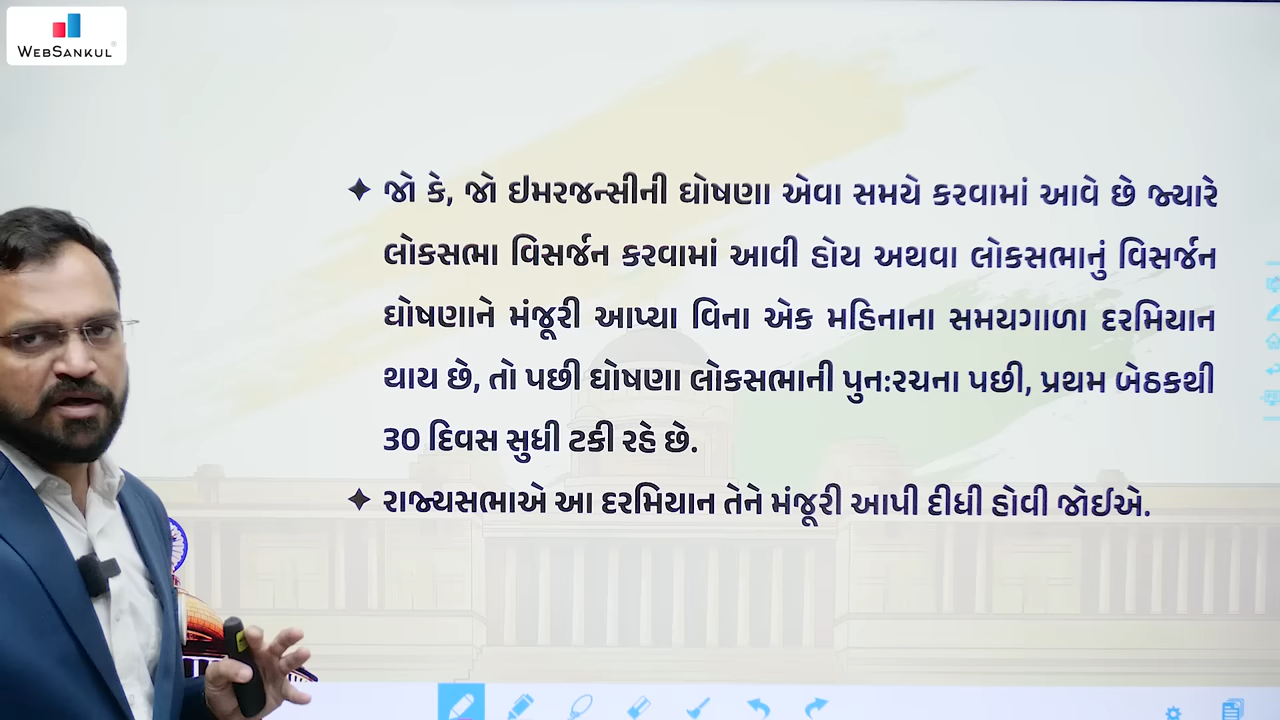 WEBSANKUL
✦ જો કે, જો ઇમરજન્સીની ઘોષણા એવા સમયે કરવામાં આવે છે જ્યારે
લોકસભા વિસર્જન કરવામાં આવી હોય અથવા લોકસભાનું વિસર્જન
ઘોષણાને મંજૂરી આપ્યા વિના એક મહિનાના સમયગાળા દરમિયાન
થાય છે, તો પછી ઘોષણા લોકસભાની પુન:રચના પછી, પ્રથમ બેઠકથી
30 દિવસ સુધી ટકી રહે છે.
✦ રાજ્યસભાએ આ દરમિયાન તેને મંજૂરી આપી દીધી હોવી જોઈએ.